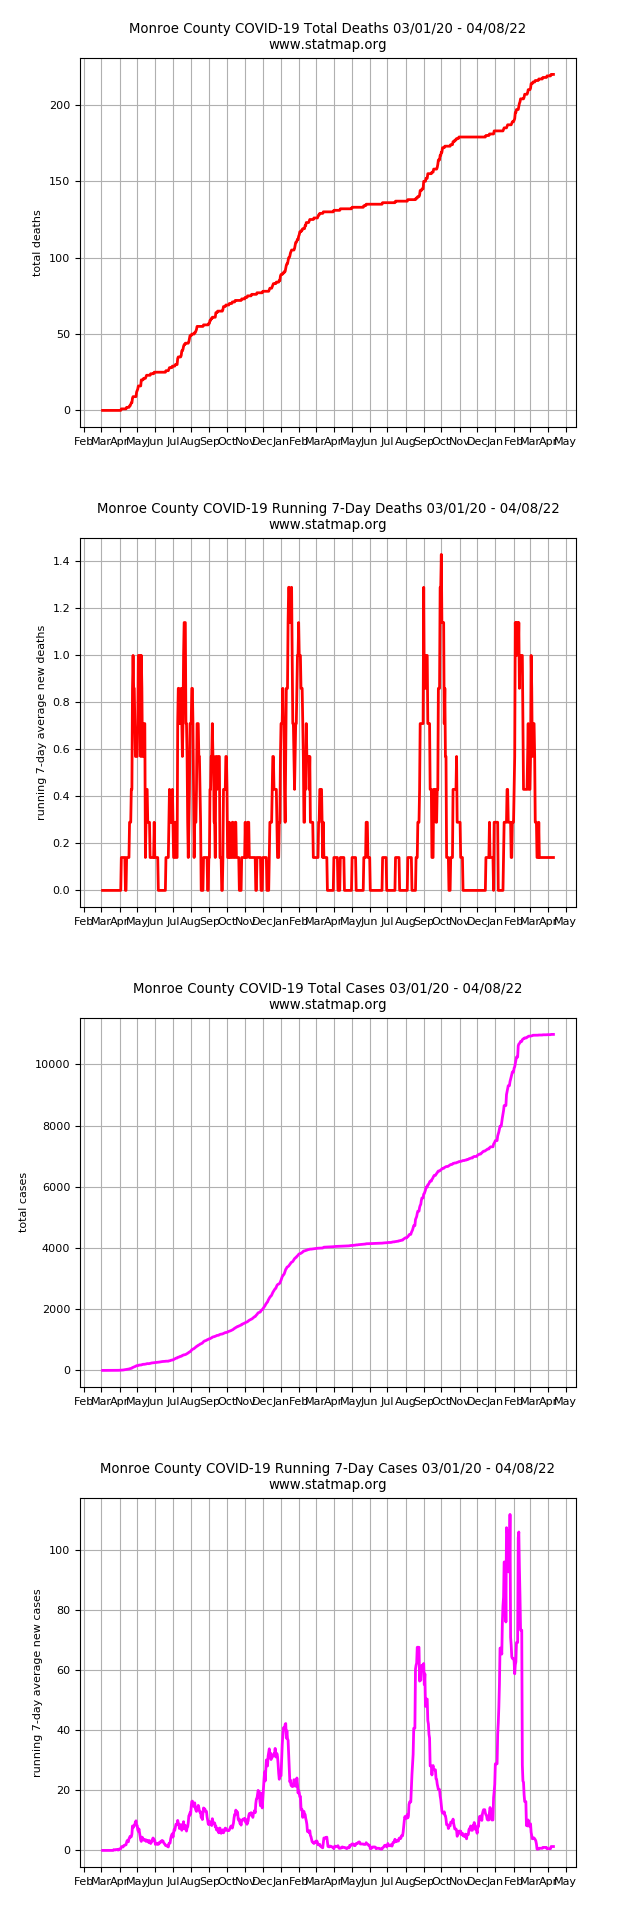 Monroe County COVID-19 Total Deaths 03/01/20 - 04/08/22
www.statmap.org
total deaths
200
150
100
50
0
Feb Mar Apr May Jun Jul Aug Sep Oct Nov Dec Jan Feb Mar Apr May Jun Jul Aug Sep Oct Nov Dec Jan Feb Mar Apr May
Monroe County COVID-19 Running 7-Day Deaths 03/01/20 - 04/08/22
www.statmap.org
running 7-day average new deaths
1.4
1.2
1.0
0.8
0.6
0.4
0.2
0.0
Feb Mar Apr May Jun Jul Aug Sep Oct Nov Dec Jan Feb Mar Apr May Jun Jul Aug Sep Oct Nov Dec Jan Feb Mar Apr May
Monroe County COVID-19 Total Cases 03/01/20 - 04/08/22
www.statmap.org
total cases
10000
8000
6000
4000
2000
0
Feb Mar Apr May Jun Jul Aug Sep Oct Nov Dec Jan Feb Mar Apr May Jun Jul Aug Sep Oct Nov Dec Jan Feb Mar Apr May
Monroe County COVID-19 Running 7-Day Cases 03/01/20 - 04/08/22
www.statmap.org
running 7-day average new cases
100
80
60
40
20
0
Feb Mar Apr May Jun Jul Aug Sep Oct Nov Dec Jan Feb Mar Apr May Jun Jul Aug Sep Oct Nov Dec Jan Feb Mar Apr May